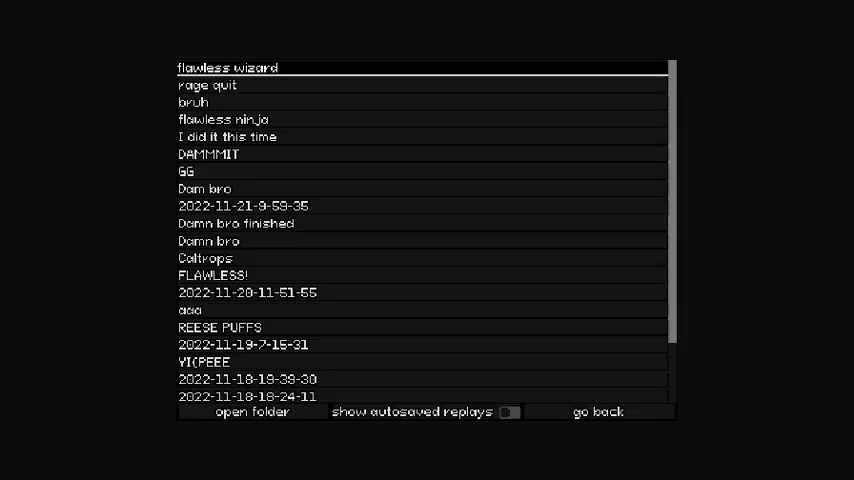 flawless wizard
rage quit
bruh
flawless ninja
I did it this time
DAMMMIT
GG
Dam bro
2022-11-21-9-59-35
Damn bro finished
Damn bro
Caltrops
FLAWLESS!
2022-11-20-11-51-55
aaa
REESE PUFFS
2022-11-19-7-15-31
YI(PEEE
2022-11-18-19-39-30
2022-11-18-18-24-11
open folder show autosaved replays go back